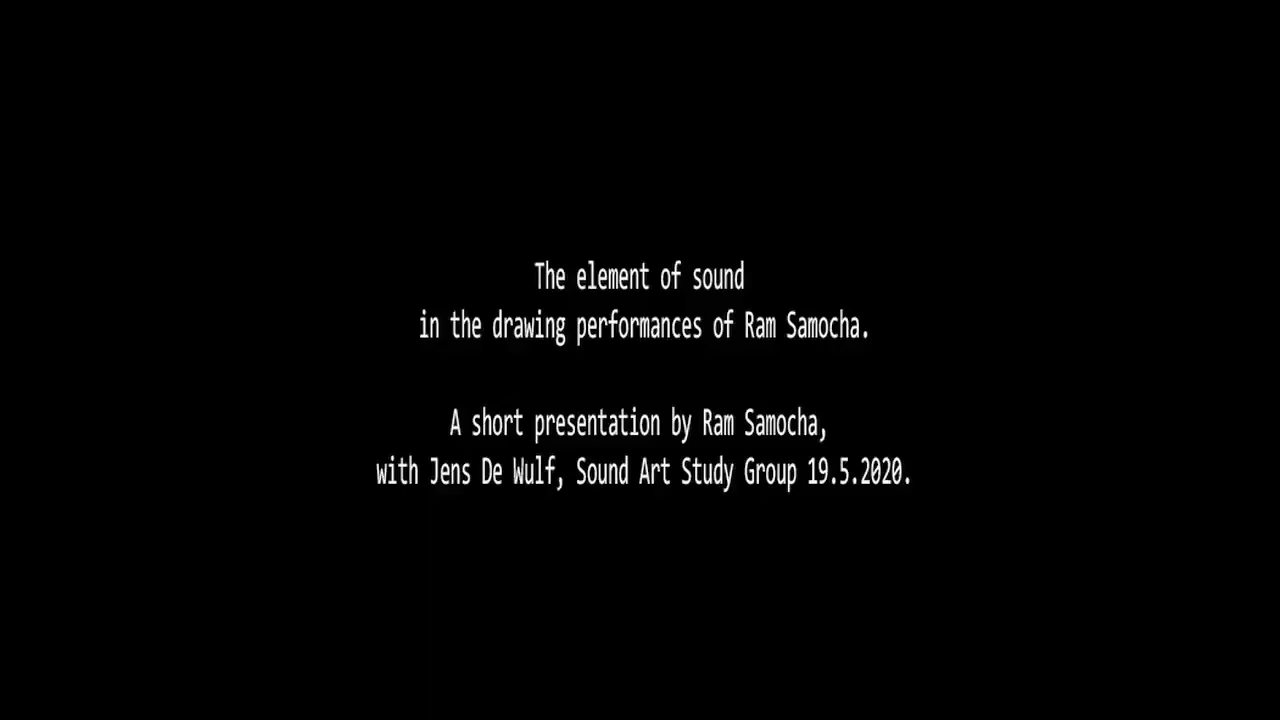 The element of sound
in the drawing performances of Ram Samocha.
A short presentation by Ram Samocha,
with Jens De Wulf, Sound Art Study Group 19.5.2020.